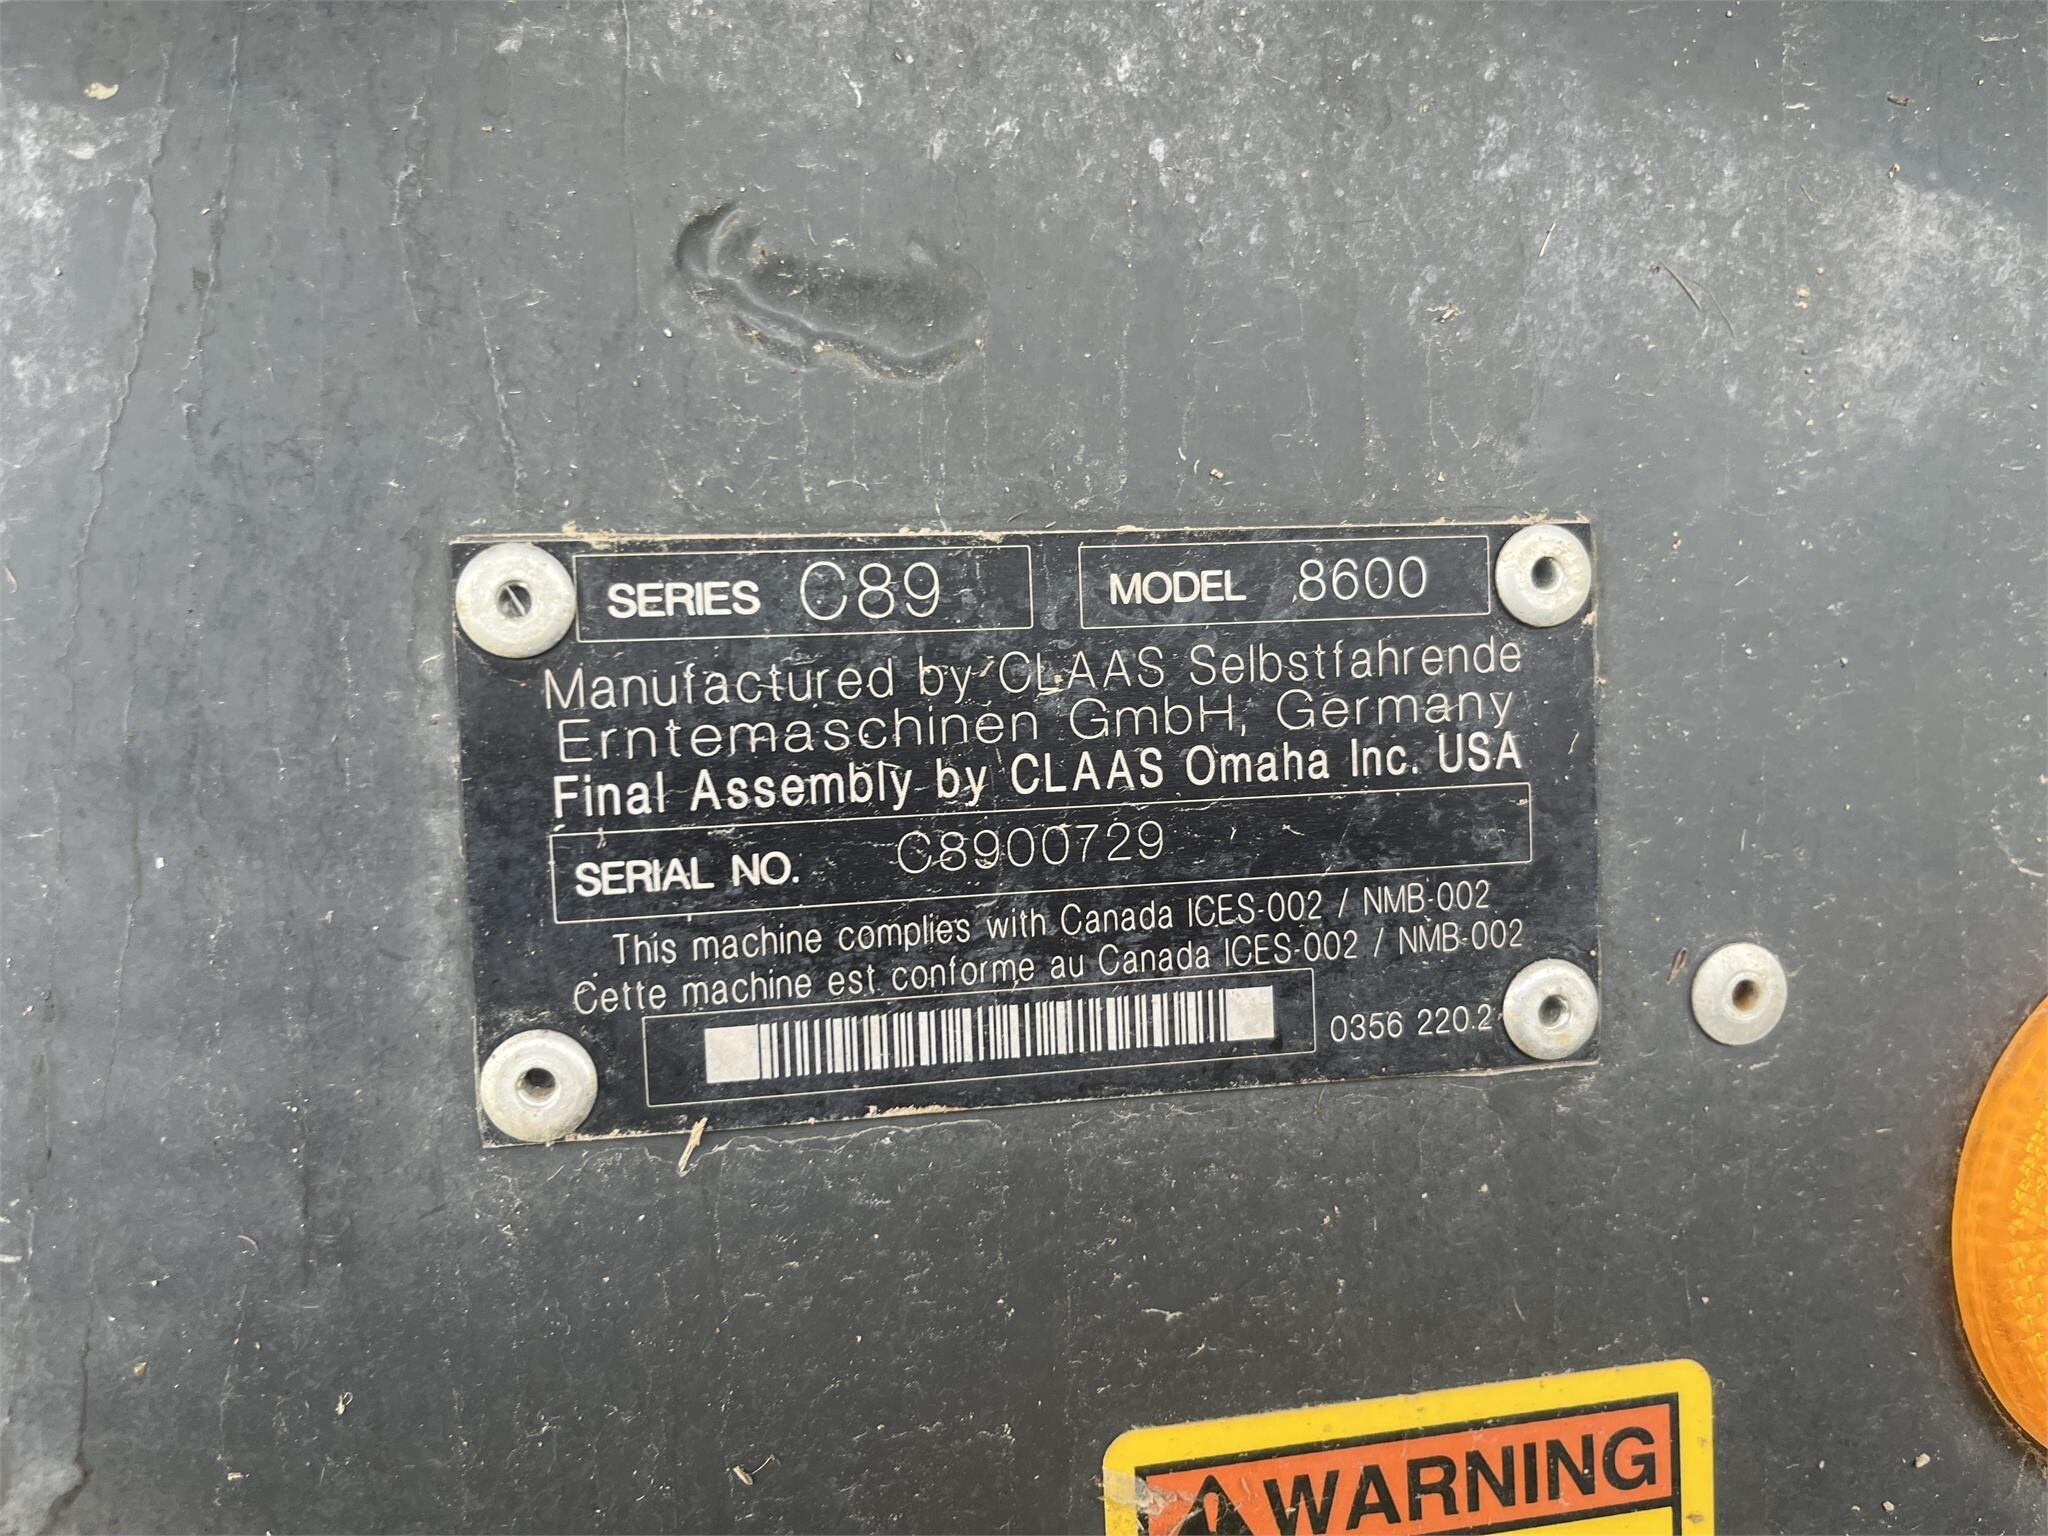 SERIES C89 MODEL 8600
Manufactured by CLAAS Selbstfahrende
Erntemaschinen GmbH, Germany
Final Assembly by CLAAS Omaha Inc. USA
SERIAL NO. C8900729
This machine complies with Canada ICES-002 / NMB-002
Cette machine est conforme au Canada ICES-002 / NMB-002
0356 220.2
WARNING